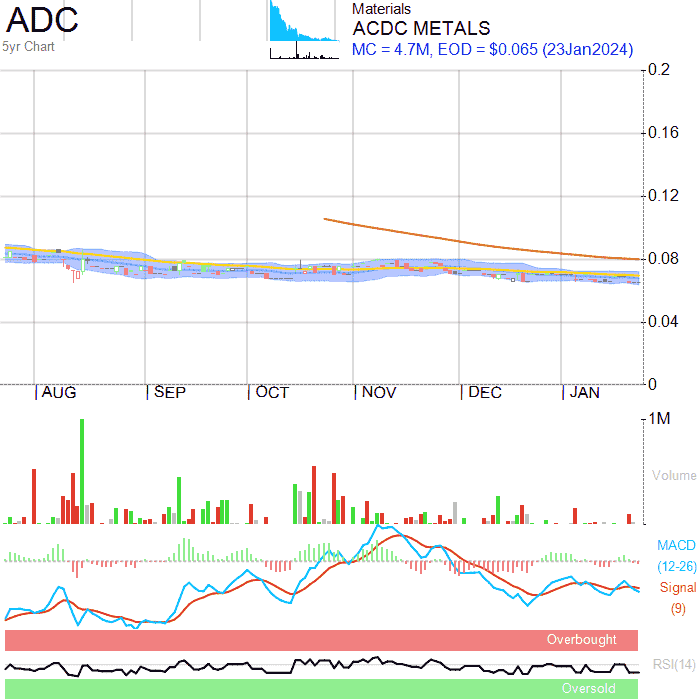 ADC
5yr Chart
Materials
ACDC METALS
MC = 4.7M, EOD = $0.065 (23Jan2024)
0.2
0.16
0.12
0.08
0.04
0
AUG SEP OCT NOV DEC JAN
1M
Volume
MACD
(12-26)
Signal
(9)
Overbought
RSI(14)
Oversold